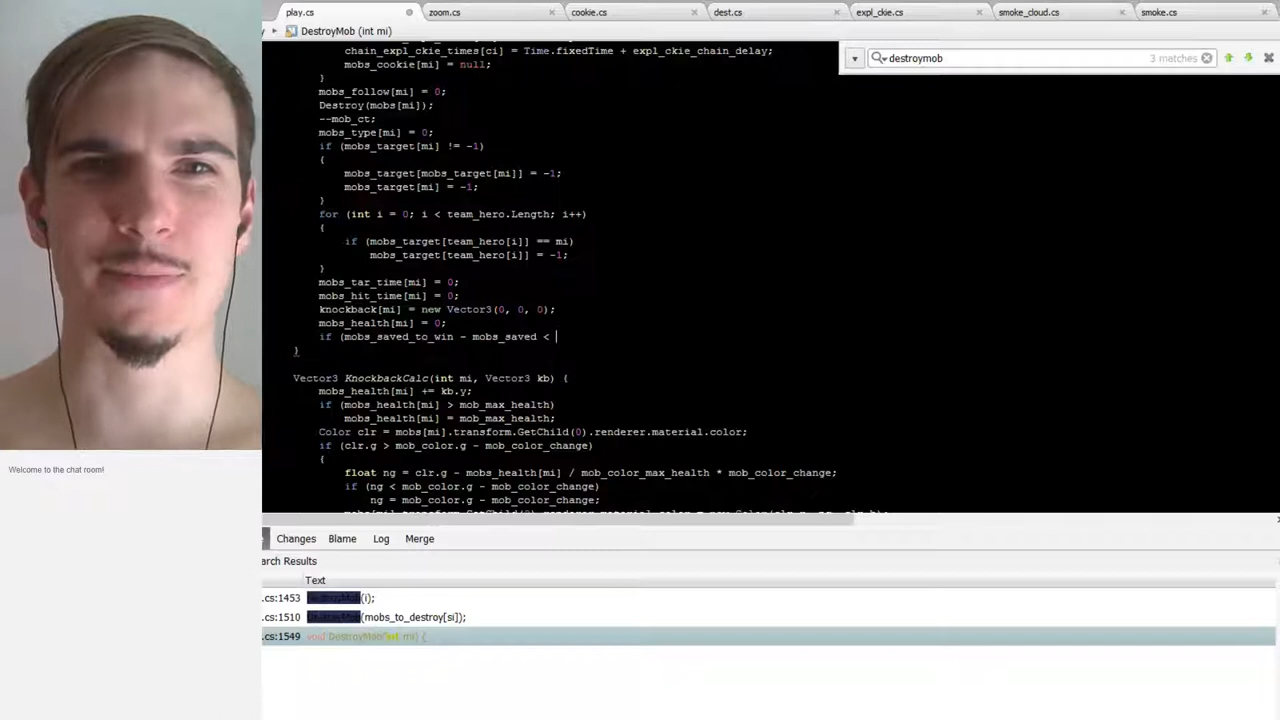 play.cs
zoom.cs
cookie.cs
dest.cs
expl_ckie.cs
smoke_cloud.cs
smoke.cs
DestroyMob (int mi)
destroymob
3 matches
chain_expl_ckie_times[ci] = Time.fixedTime + expl_ckie_chain_delay;
mobs_cookie[mi] = null;
}
mobs_follow[mi] = 0;
Destroy(mobs[mi]);
--mob_ct;
mobs_type[mi] = 0;
if (mobs_target[mi] != -1)
{
mobs_target[mobs_target[mi]] = -1;
mobs_target[mi] = -1;
}
for (int i = 0; i < team_hero.Length; i++)
{
if (mobs_target[team_hero[i]] == mi)
mobs_target[team_hero[i]] = -1;
}
mobs_tar_time[mi] = 0;
mobs_hit_time[mi] = 0;
knockback[mi] = new Vector3(0, 0, 0);
mobs_health[mi] = 0;
if (mobs_saved_to_win - mobs_saved <
}
Vector3 KnockbackCalc(int mi, Vector3 kb) {
mobs_health[mi] += kb.y;
if (mobs_health[mi] > mob_max_health)
mobs_health[mi] = mob_max_health;
Color clr = mobs[mi].transform.GetChild(0).renderer.material.color;
if (clr.g > mob_color.g - mob_color_change)
{
float ng = clr.g - mobs_health[mi] / mob_color_max_health * mob_color_change;
if (ng < mob_color.g - mob_color_change)
ng = mob_color.g - mob_color_change;
Welcome to the chat room!
Changes
Blame
Log
Merge
arch Results
Text
.cs:1453
(i);
.cs:1510
(mobs_to_destroy[si]);
.cs:1549
void DestroyMob(int mi) {